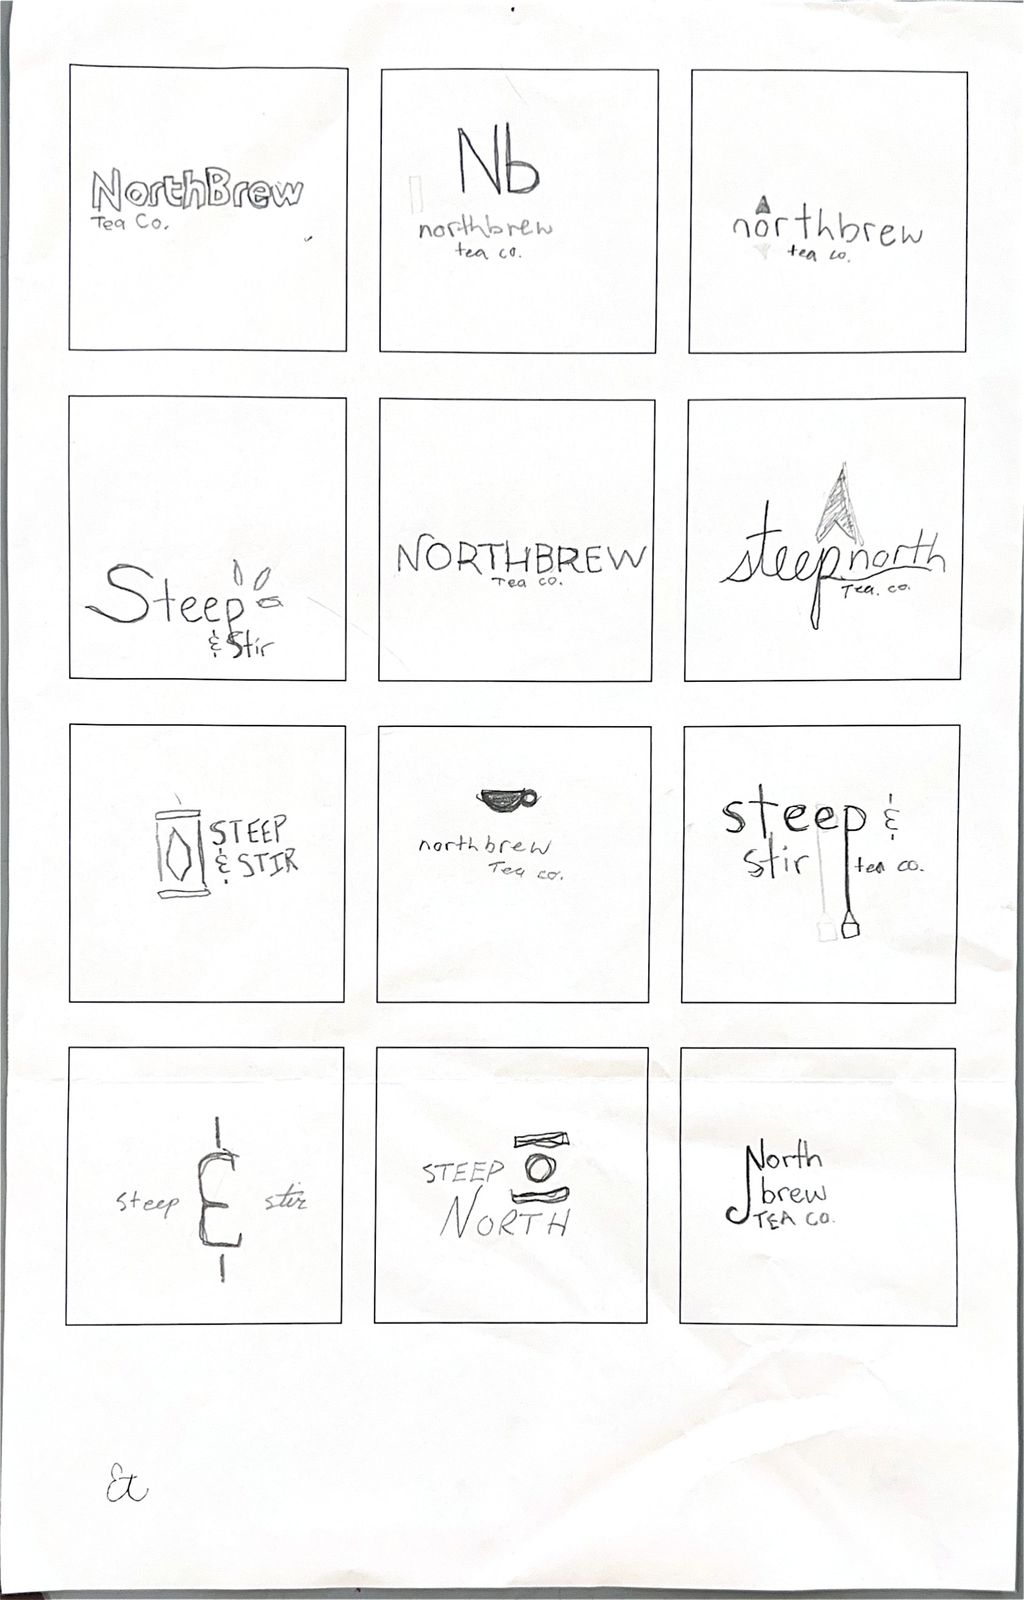 NorthBrew
Tea Co.
Nb
northbrew
tea co.
northbrew
tea co.
Steep
& Stir
NORTHBREW
Tea co.
steepnorth
Tea. co.
STEEP
& STIR
northbrew
Tea co.
steep &
stir tea co.
steep & stir
STEEP
NORTH
North
brew
TEA CO.
&